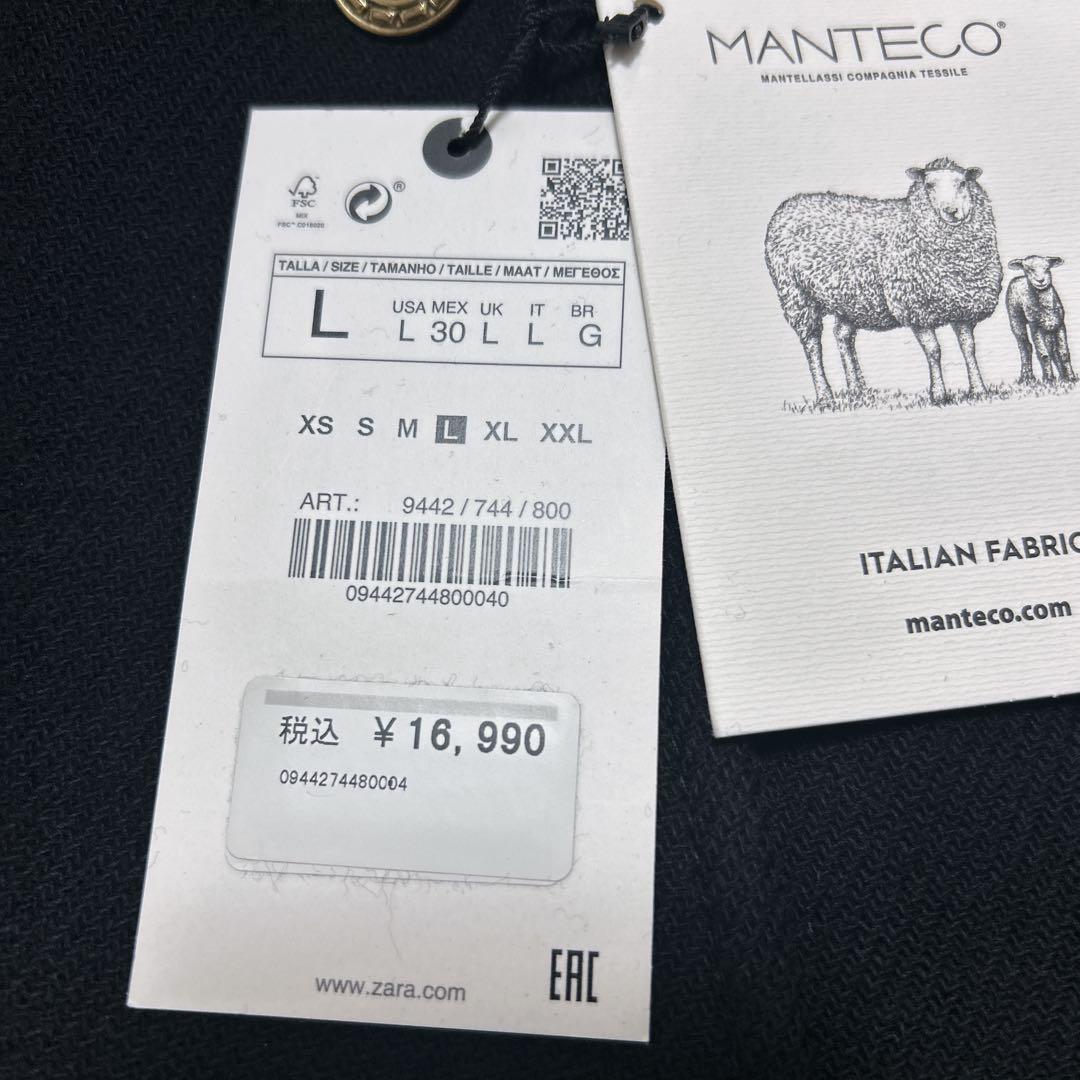 MANTECO®
MANTELLASSI COMPAGNIA TESSILE
ITALIAN FABRIC
manteco.com
®
FSC
MIX
FSC™ C018020
TALLA / SIZE / TAMANHO / TAILLE / MAAT / ΜΕΓΕΘΟΣ
L
USA MEX UK IT BR
L 30 L L G
XS S M L XL XXL
ART.: 9442 / 744 / 800
09442744800040
税込 ¥16,990
0944274480004
www.zara.com
EAC